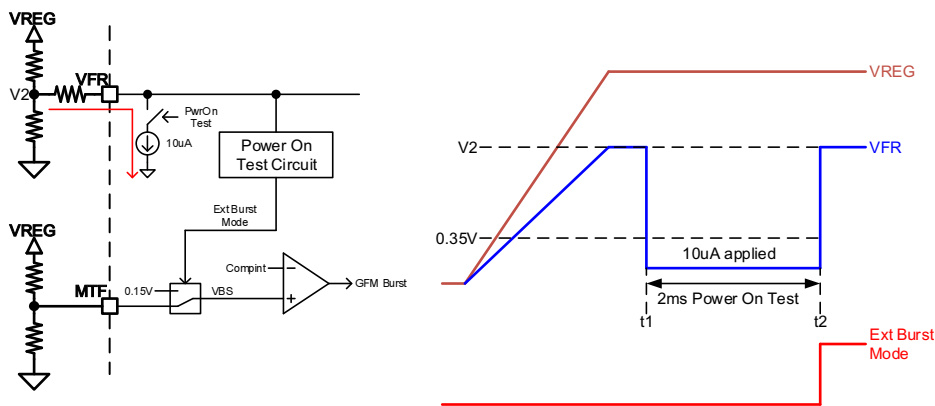 VREG
V2
VFR
PwrOn
Test
10uA
Power On
Test Circuit
Ext Burst
Mode
VREG
MTF
0.15V
VBS
Compint
GFM Burst
VREG
V2
VFR
0.35V
10uA applied
2ms Power On Test
t1
t2
Ext Burst
Mode